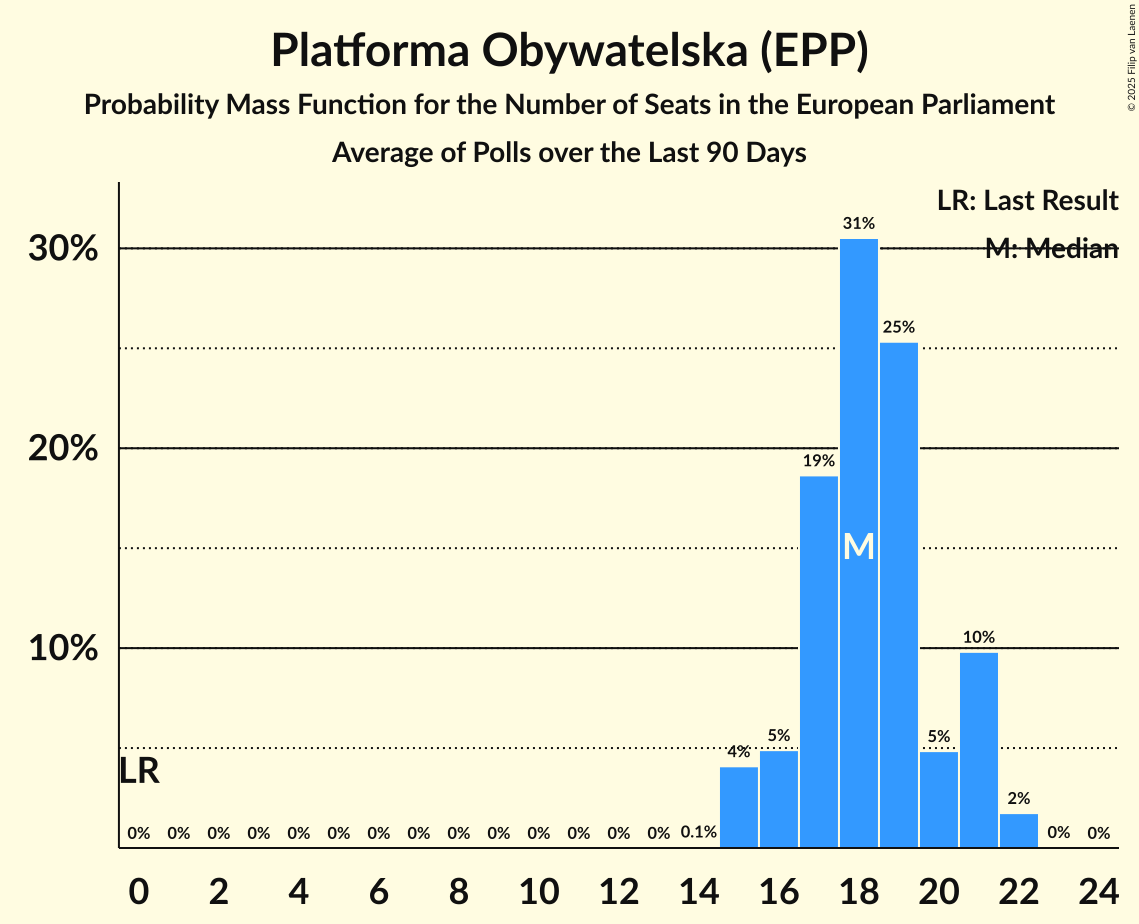 Platforma Obywatelska (EPP)
Probability Mass Function for the Number of Seats in the European Parliament
Average of Polls over the Last 90 Days
© 2025 Filip van Laenen
LR: Last Result
M: Median
30%
20%
10%
31%
25%
19%
M
10%
5%
4%
5%
2%
LR
0% 0% 0% 0% 0% 0% 0% 0% 0% 0% 0% 0% 0% 0% 0.1% 0% 0%
0 2 4 6 8 10 12 14 16 18 20 22 24